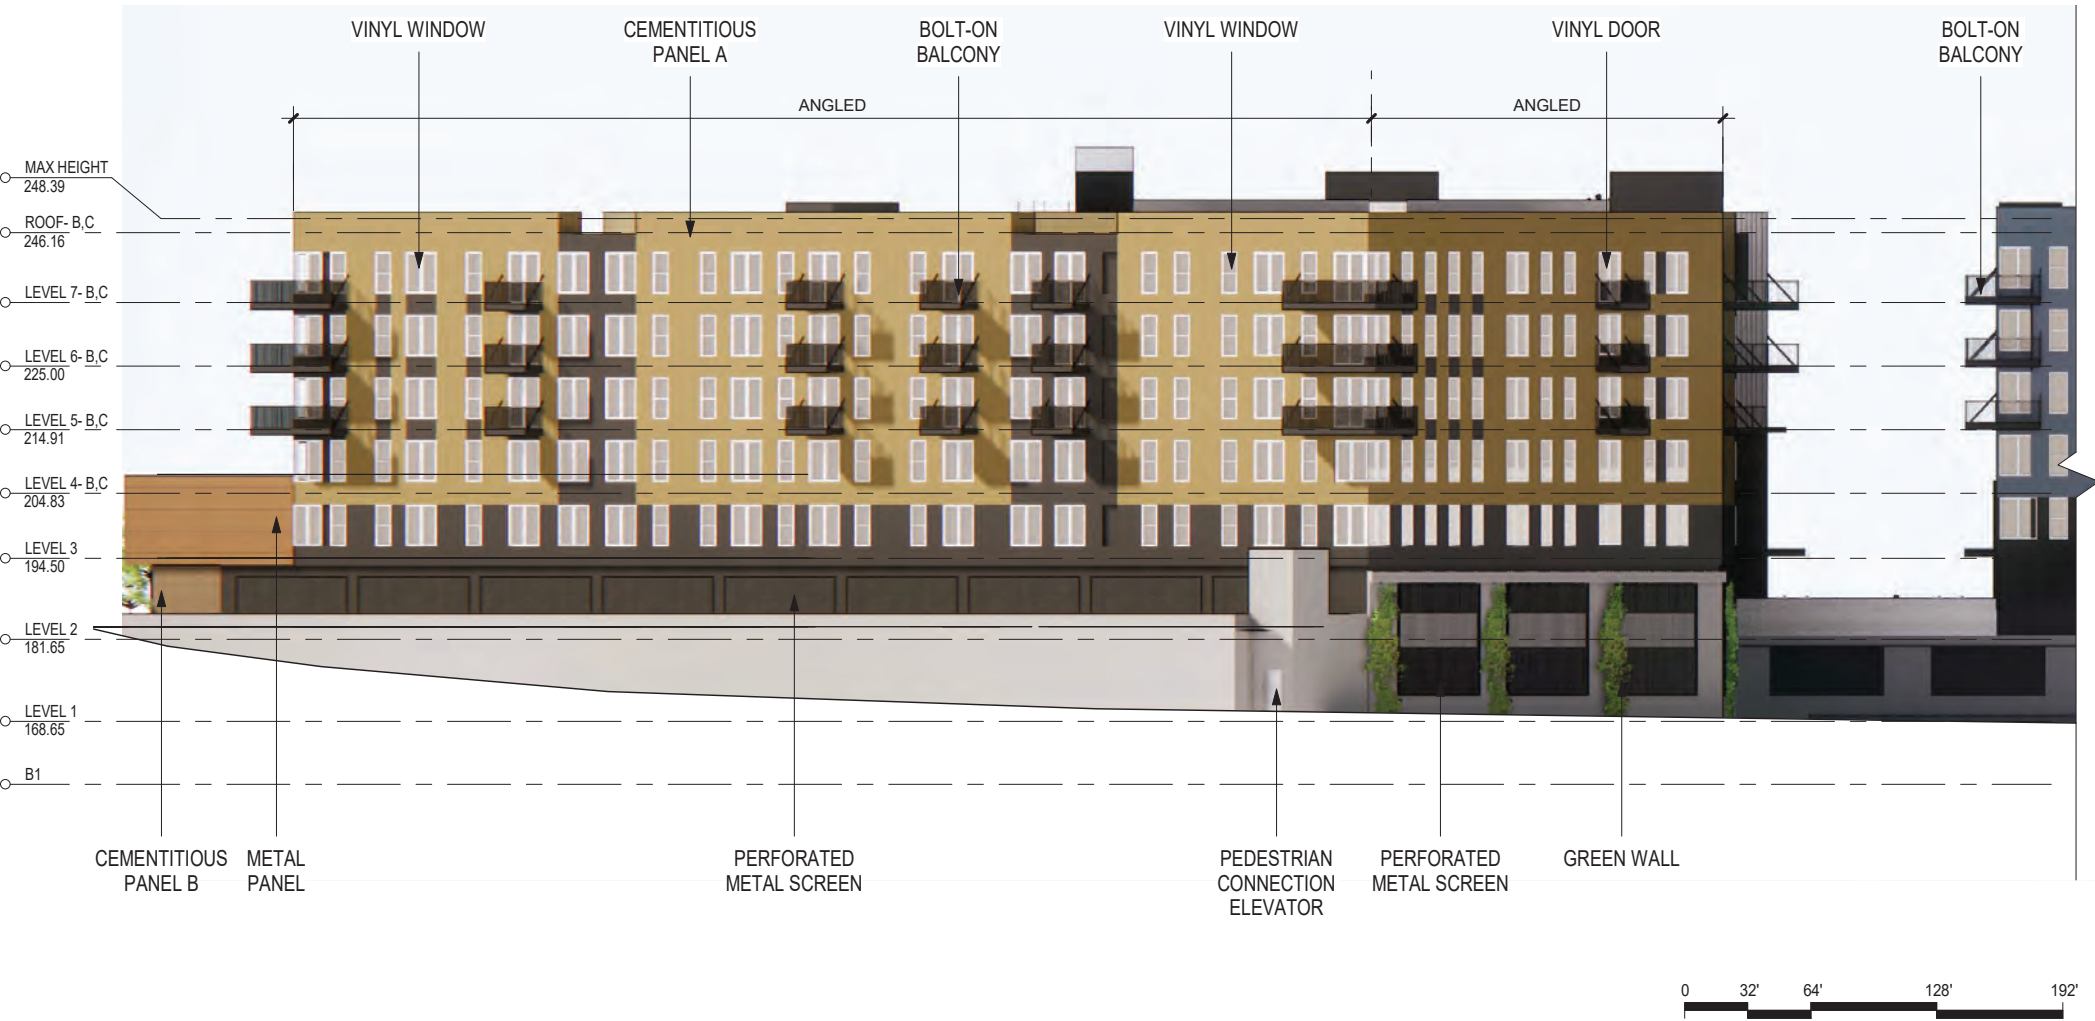 VINYL WINDOW
CEMENTITIOUS
PANEL A
BOLT-ON
BALCONY
VINYL WINDOW
VINYL DOOR
BOLT-ON
BALCONY
ANGLED
ANGLED
MAX HEIGHT
248.39
ROOF- B,C
246.16
LEVEL 7- B,C
LEVEL 6- B,C
225.00
LEVEL 5- B,C
214.91
LEVEL 4- B,C
204.83
LEVEL 3
194.50
LEVEL 2
181.65
LEVEL 1
168.65
B1
CEMENTITIOUS
PANEL B
METAL
PANEL
PERFORATED
METAL SCREEN
PEDESTRIAN
CONNECTION
ELEVATOR
PERFORATED
METAL SCREEN
GREEN WALL
0 32' 64' 128' 192'